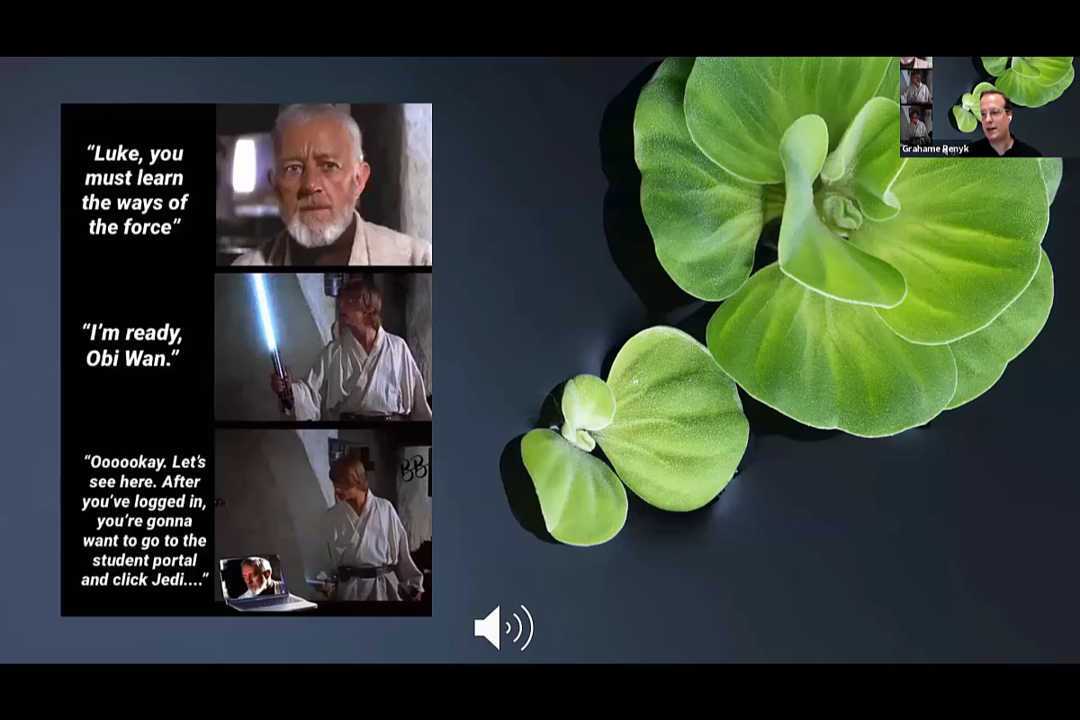 “Luke, you
must learn
the ways of
the force”
“I’m ready,
Obi Wan.”
“Ooookay. Let’s
see here. After
you’ve logged in,
you’re gonna
want to go to the
student portal
and click Jedi....”
Grahame Renyk